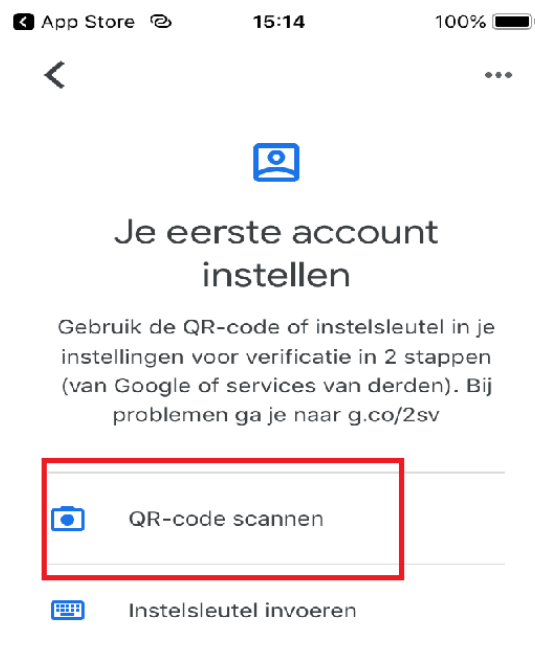 App Store 15:14 100%
Je eerste account
instellen
Gebruik de QR-code of instelsleutel in je
instellingen voor verificatie in 2 stappen
(van Google of services van derden). Bij
problemen ga je naar g.co/2sv
QR-code scannen
Instelsleutel invoeren